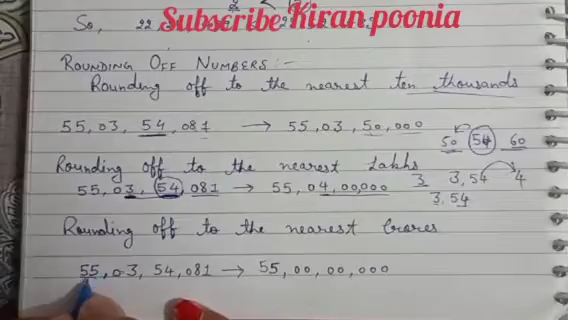 Subscribe Kiran.poonia
So, 22
ROUNDING OFF NUMBERS :-
Rounding off to the nearest ten thousands
55,03,54,081 → 55,03,50,000
50 54 60
Rounding off to the nearest Lakhs
55,03,54,081 → 55,04,00,000 3 3,54 4
3,54
Rounding off to the nearest Crores
55,03,54,081 → 55,00,00,000